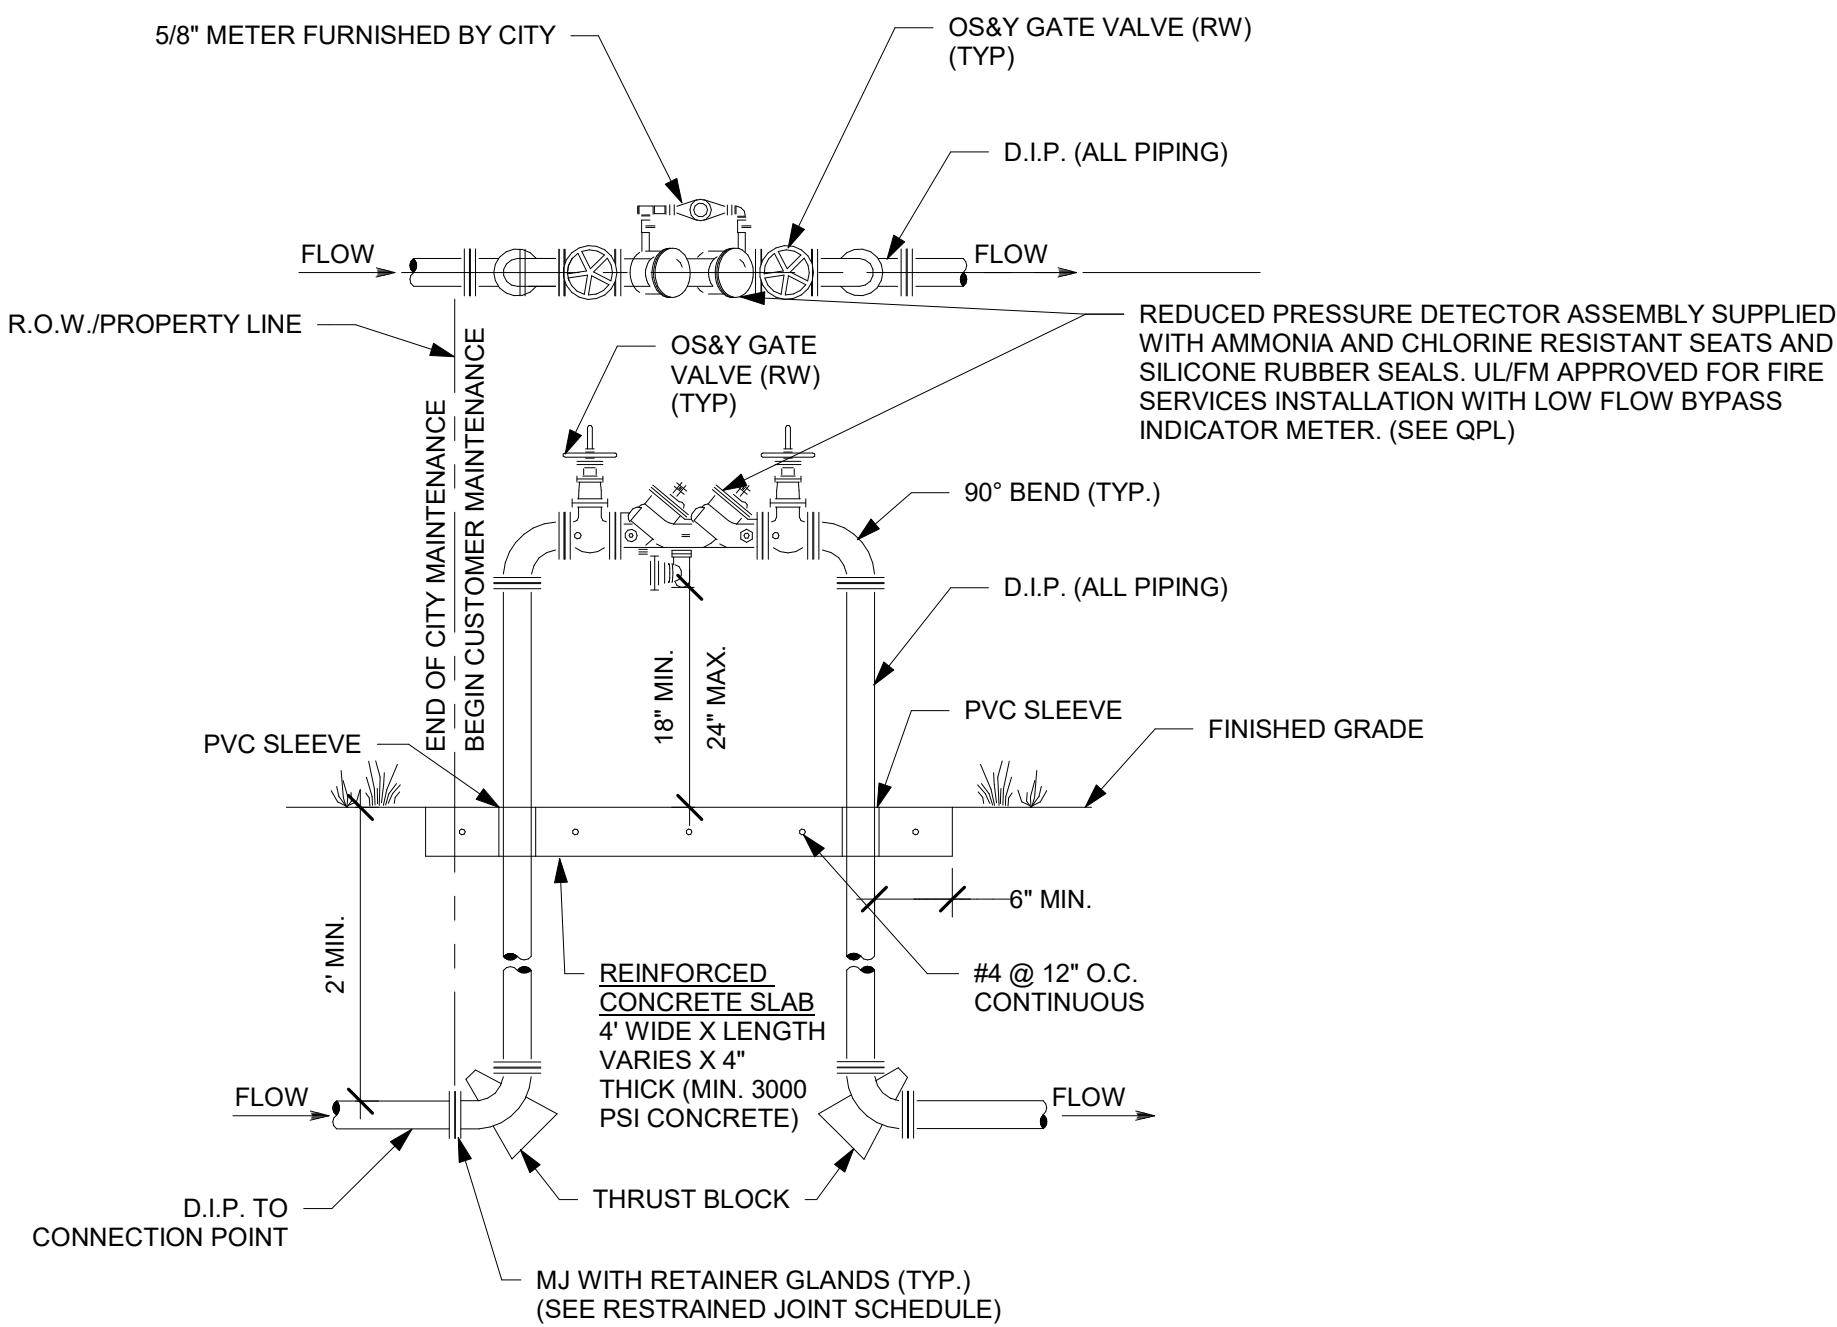 5/8" METER FURNISHED BY CITY
OS&Y GATE VALVE (RW)
(TYP)
D.I.P. (ALL PIPING)
FLOW
FLOW
R.O.W./PROPERTY LINE
REDUCED PRESSURE DETECTOR ASSEMBLY SUPPLIED
WITH AMMONIA AND CHLORINE RESISTANT SEATS AND
SILICONE RUBBER SEALS. UL/FM APPROVED FOR FIRE
SERVICES INSTALLATION WITH LOW FLOW BYPASS
INDICATOR METER. (SEE QPL)
OS&Y GATE
VALVE (RW)
(TYP)
END OF CITY MAINTENANCE
BEGIN CUSTOMER MAINTENANCE
90° BEND (TYP.)
D.I.P. (ALL PIPING)
18" MIN.
24" MAX.
PVC SLEEVE
PVC SLEEVE
FINISHED GRADE
6" MIN.
2' MIN.
REINFORCED
CONCRETE SLAB
4' WIDE X LENGTH
VARIES X 4"
THICK (MIN. 3000
PSI CONCRETE)
#4 @ 12" O.C.
CONTINUOUS
FLOW
FLOW
THRUST BLOCK
D.I.P. TO
CONNECTION POINT
MJ WITH RETAINER GLANDS (TYP.)
(SEE RESTRAINED JOINT SCHEDULE)